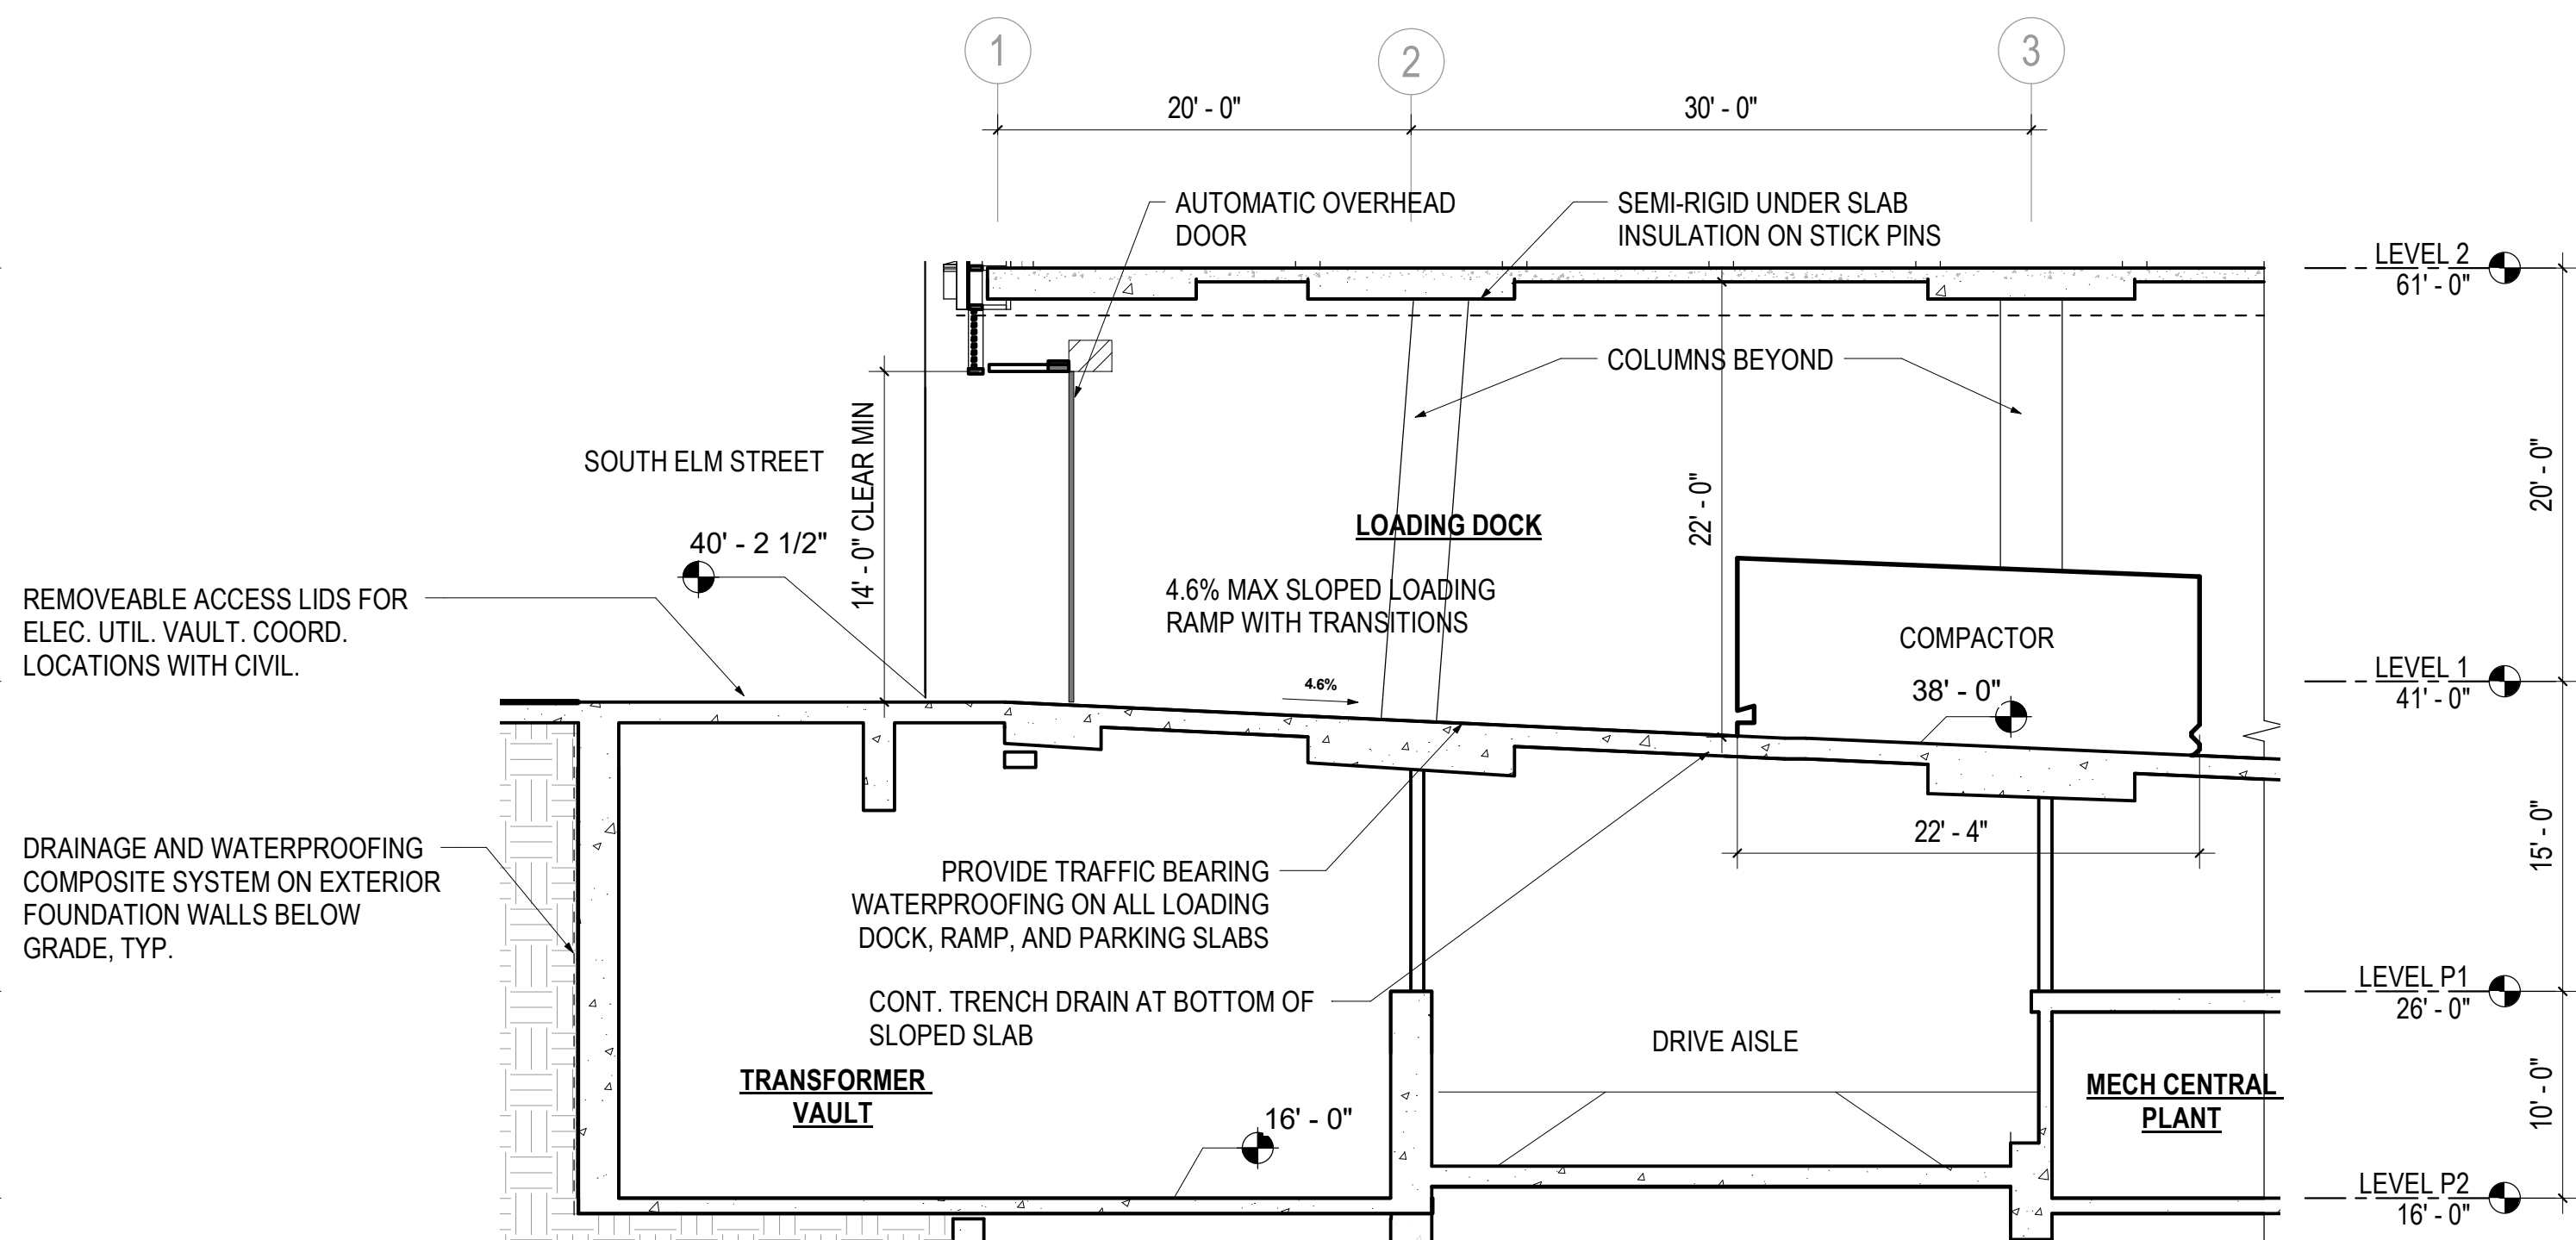 1
2
3
20' - 0"
30' - 0"
AUTOMATIC OVERHEAD
DOOR
SEMI-RIGID UNDER SLAB
INSULATION ON STICK PINS
LEVEL 2
61' - 0"
COLUMNS BEYOND
14' - 0" CLEAR MIN
SOUTH ELM STREET
40' - 2 1/2"
LOADING DOCK
22' - 0"
20' - 0"
4.6% MAX SLOPED LOADING
RAMP WITH TRANSITIONS
4.6%
REMOVEABLE ACCESS LIDS FOR
ELEC. UTIL. VAULT. COORD.
LOCATIONS WITH CIVIL.
COMPACTOR
38' - 0"
LEVEL 1
41' - 0"
22' - 4"
15' - 0"
DRAINAGE AND WATERPROOFING
COMPOSITE SYSTEM ON EXTERIOR
FOUNDATION WALLS BELOW
GRADE, TYP.
PROVIDE TRAFFIC BEARING
WATERPROOFING ON ALL LOADING
DOCK, RAMP, AND PARKING SLABS
CONT. TRENCH DRAIN AT BOTTOM OF
SLOPED SLAB
LEVEL P1
26' - 0"
DRIVE AISLE
TRANSFORMER
VAULT
16' - 0"
MECH CENTRAL
PLANT
10' - 0"
LEVEL P2
16' - 0"